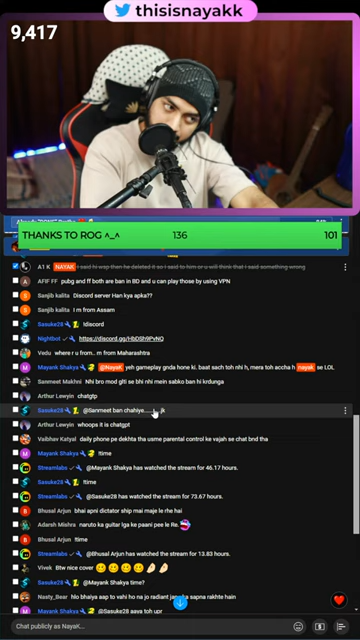 thisisnayakk
9,417
THANKS TO ROG ^_^ 136 101
A1 K NAYAK I said hi wnp then he deleted it so I said to him or u will think that I said something wrong
AFIF FF pubg and ff both are ban in BD and u can play those by using VPN
Sanjib kalita Discord server Han kya apka??
Sanjib kalita I m from Assam
Sasuke28 !discord
Nightbot https://discord.gg/HbDSh9PvNQ
Vedu where r u from.. m from Maharashtra
Mayank Shakya @NayaK yeh gameplay gnda hone ki. baat sach toh nhi h, mera toh accha h nayak se LOL
Sanmeet Makhni Nhi bro mod gti se bhi nhi mein sabko ban hi krdunga
Arthur Lewyin chatgtp
Sasuke28 @Sanmeet ban chahiye......jk
Arthur Lewyin whoops it is chatgpt
Vaibhav Katyal daily phone pe dekhta tha usme parental control ke vajah se chat bnd tha
Mayank Shakya !time
Streamlabs @Mayank Shakya has watched the stream for 46.17 hours.
Sasuke28 !time
Streamlabs @Sasuke28 has watched the stream for 73.67 hours.
Bhusal Arjun bhai apni dictator ship mai maje le rhe hai
Adarsh Mishra naruto ka guitar lga ke paani pee le Re.
Bhusal Arjun !time
Streamlabs @Bhusal Arjun has watched the stream for 13.83 hours.
Vivek Btw nice cover
Sasuke28 @Mayank Shakya time?
Nasty_Bear hlo bhiaya aap to vahi ho na jo radiant janvika sapna rakhte hain
Mayank Shakya @Sasuke28 aaya toh upr
Chat publicly as NayaK...